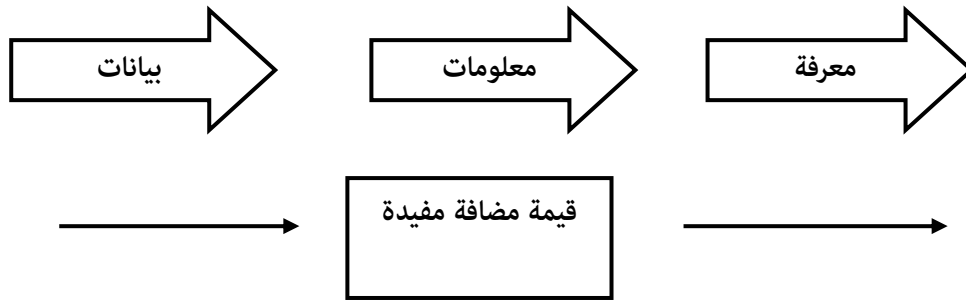 بيانات
معلومات
معرفة
قيمة مضافة مفيدة